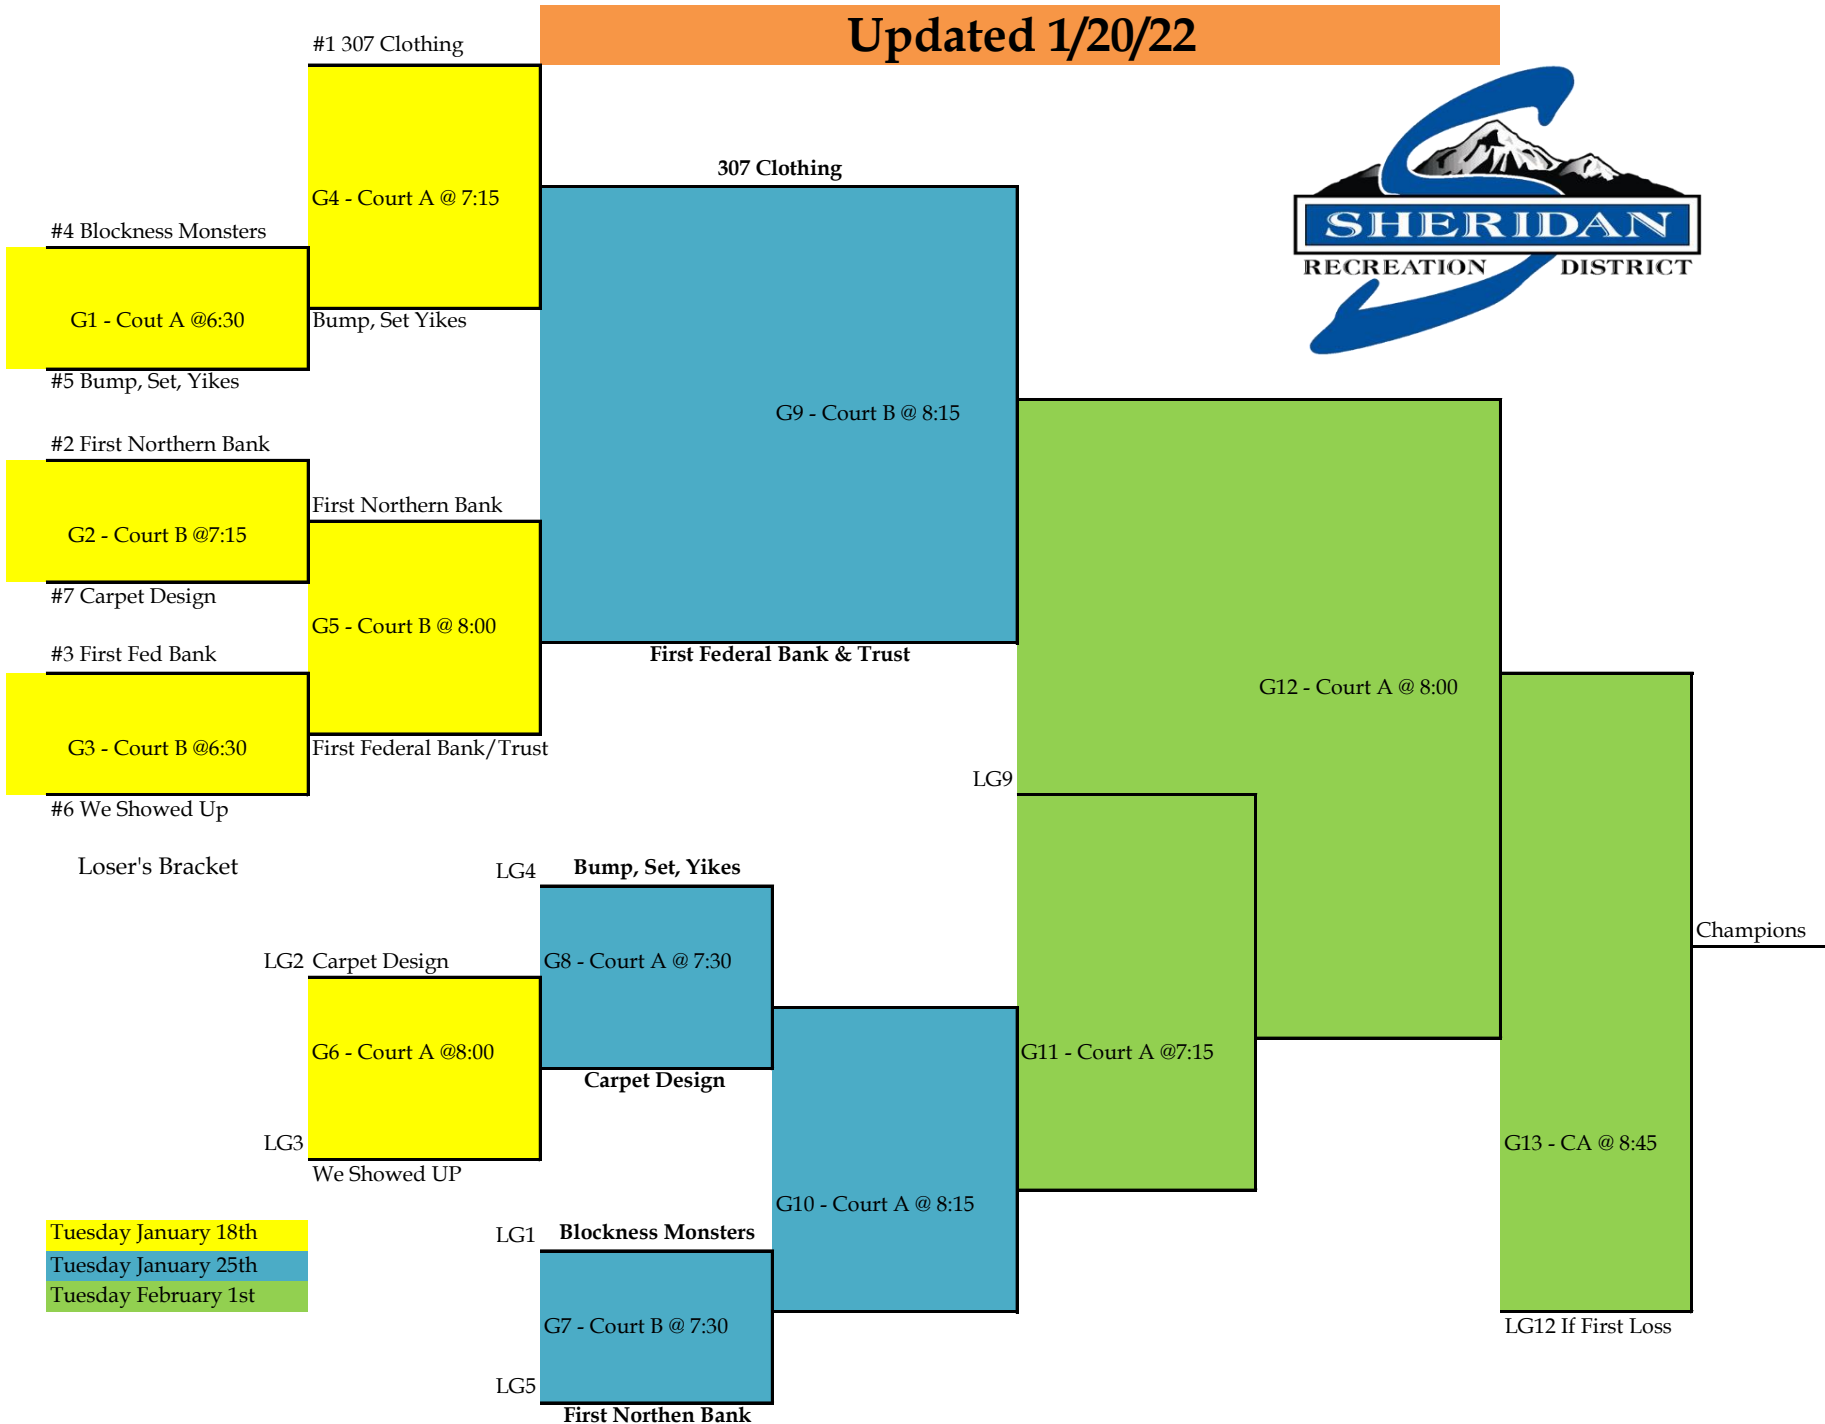 Updated 1/20/22
#1 307 Clothing
SHERIDAN
RECREATION DISTRICT
307 Clothing
G4 - Court A @ 7:15
#4 Blockness Monsters
G1 - Cout A @6:30
Bump, Set Yikes
#5 Bump, Set, Yikes
G9 - Court B @ 8:15
#2 First Northern Bank
First Northern Bank
G2 - Court B @7:15
#7 Carpet Design
G5 - Court B @ 8:00
#3 First Fed Bank
First Federal Bank & Trust
G12 - Court A @ 8:00
G3 - Court B @6:30
First Federal Bank/Trust
LG9
#6 We Showed Up
Loser's Bracket
LG4
Bump, Set, Yikes
Champions
LG2 Carpet Design
G8 - Court A @ 7:30
G6 - Court A @8:00
G11 - Court A @7:15
Carpet Design
LG3
G13 - CA @ 8:45
We Showed UP
G10 - Court A @ 8:15
Tuesday January 18th
LG1
Blockness Monsters
Tuesday January 25th
Tuesday February 1st
G7 - Court B @ 7:30
LG12 If First Loss
LG5
First Northen Bank